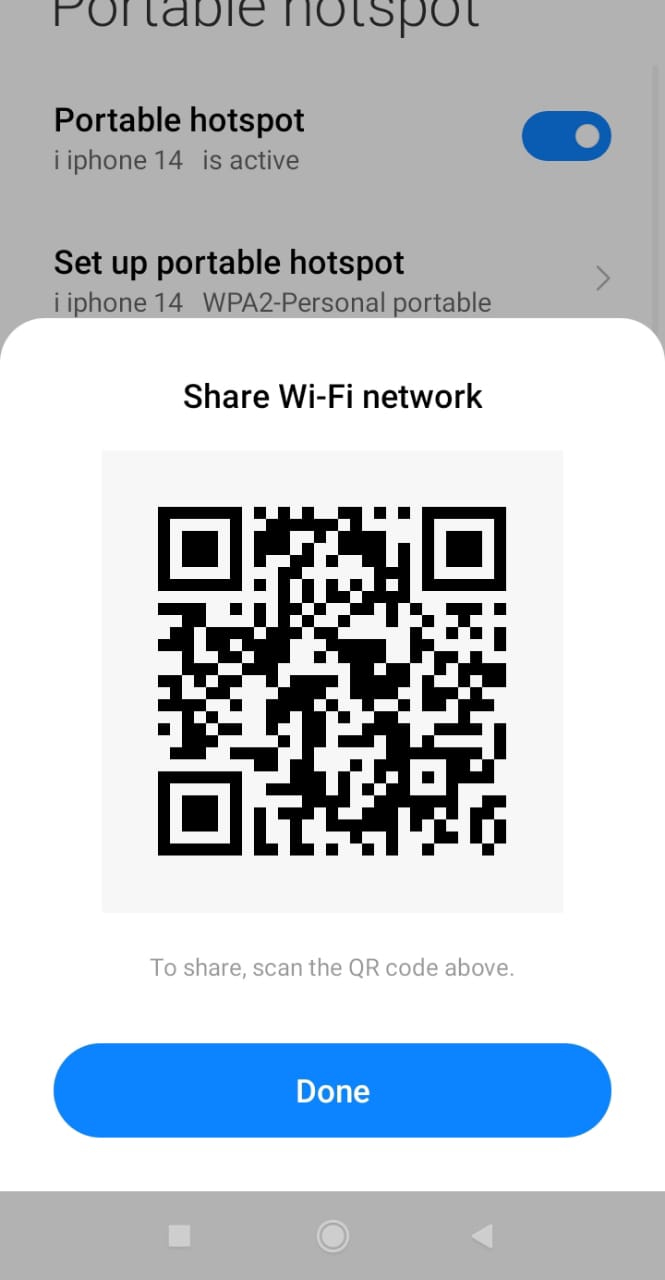 Portable hotspot
Portable hotspot
i iphone 14 is active
Set up portable hotspot
i iphone 14 WPA2-Personal portable
Share Wi-Fi network
To share, scan the QR code above.
Done